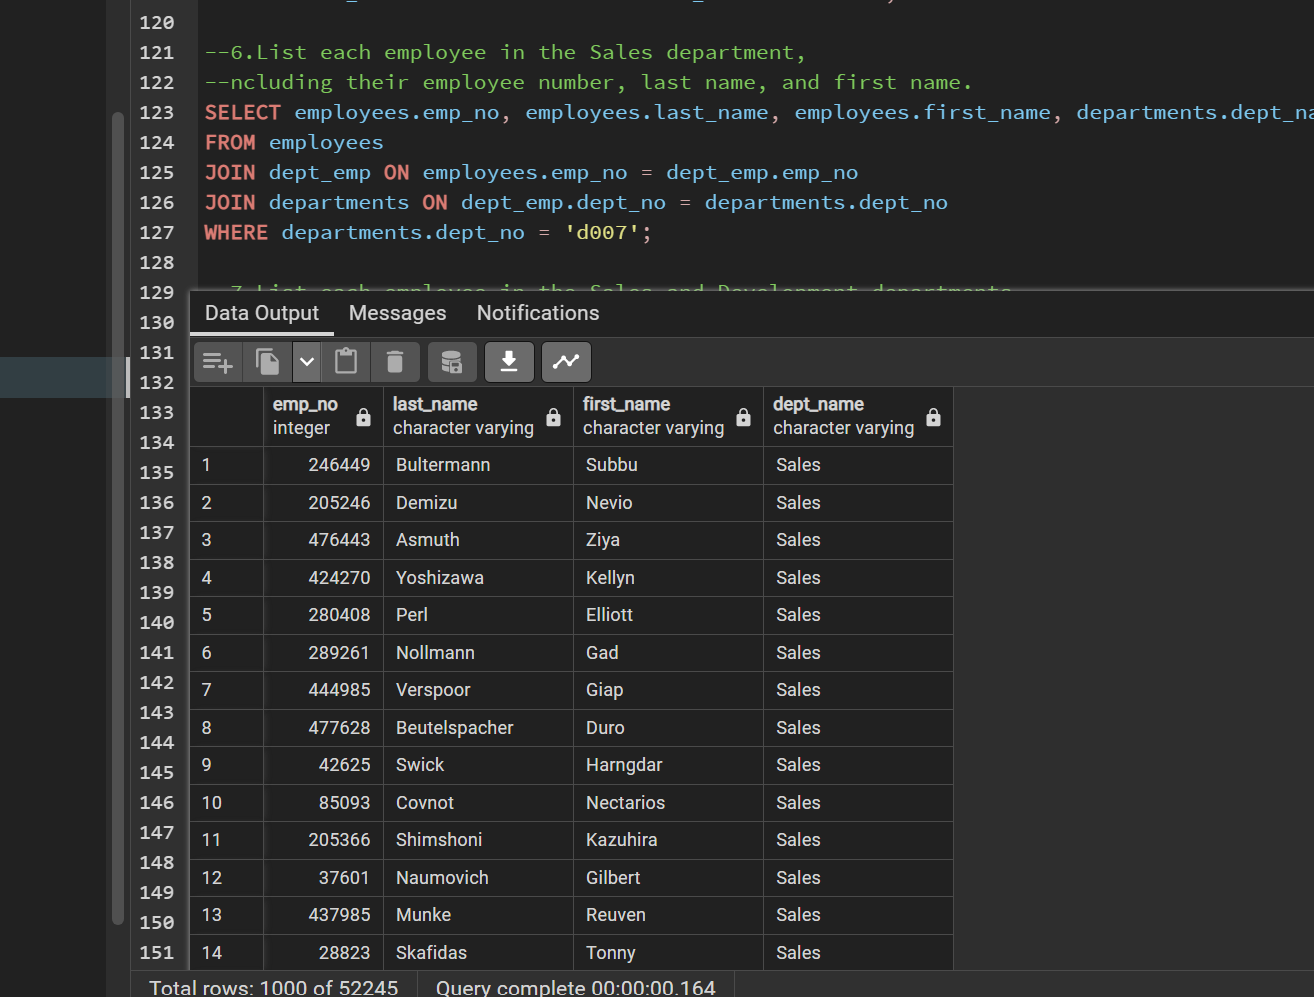 120
121 --6.List each employee in the Sales department,
122 --ncluding their employee number, last name, and first name.
123 SELECT employees.emp_no, employees.last_name, employees.first_name, departments.dept_na
124 FROM employees
125 JOIN dept_emp ON employees.emp_no = dept_emp.emp_no
126 JOIN departments ON dept_emp.dept_no = departments.dept_no
127 WHERE departments.dept_no = 'd007';
128
129
130
131
132
133
134
135
136
137
138
139
140
141
142
143
144
145
146
147
148
149
150
151
Data Output Messages Notifications
emp_no last_name first_name dept_name
integer character varying character varying character varying
1 246449 Bultermann Subbu Sales
2 205246 Demizu Nevio Sales
3 476443 Asmuth Ziya Sales
4 424270 Yoshizawa Kellyn Sales
5 280408 Perl Elliott Sales
6 289261 Nollmann Gad Sales
7 444985 Verspoor Giap Sales
8 477628 Beutelspacher Duro Sales
9 42625 Swick Harngdar Sales
10 85093 Covnot Nectarios Sales
11 205366 Shimshoni Kazuhira Sales
12 37601 Naumovich Gilbert Sales
13 437985 Munke Reuven Sales
14 28823 Skafidas Tonny Sales
Total rows: 1000 of 52245 Query complete 00:00:00.164